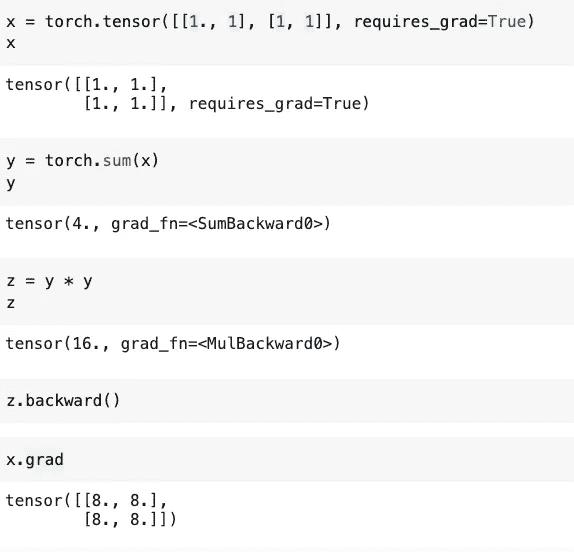 x = torch.tensor([[1., 1], [1, 1]], requires_grad=True)
x
tensor([[1., 1.],
        [1., 1.]], requires_grad=True)
y = torch.sum(x)
y
tensor(4., grad_fn=<SumBackward0>)
z = y * y
z
tensor(16., grad_fn=<MulBackward0>)
z.backward()
x.grad
tensor([[8., 8.],
        [8., 8.]])